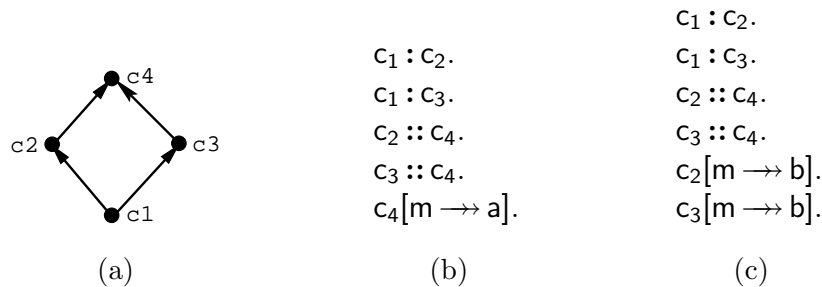 c4
c2
c3
c1
(a)
c₁ : c₂.
c₁ : c₃.
c₂ :: c₄.
c₃ :: c₄.
c₄[m →→ a].
(b)
c₁ : c₂.
c₁ : c₃.
c₂ :: c₄.
c₃ :: c₄.
c₂[m →→ b].
c₃[m →→ b].
(c)